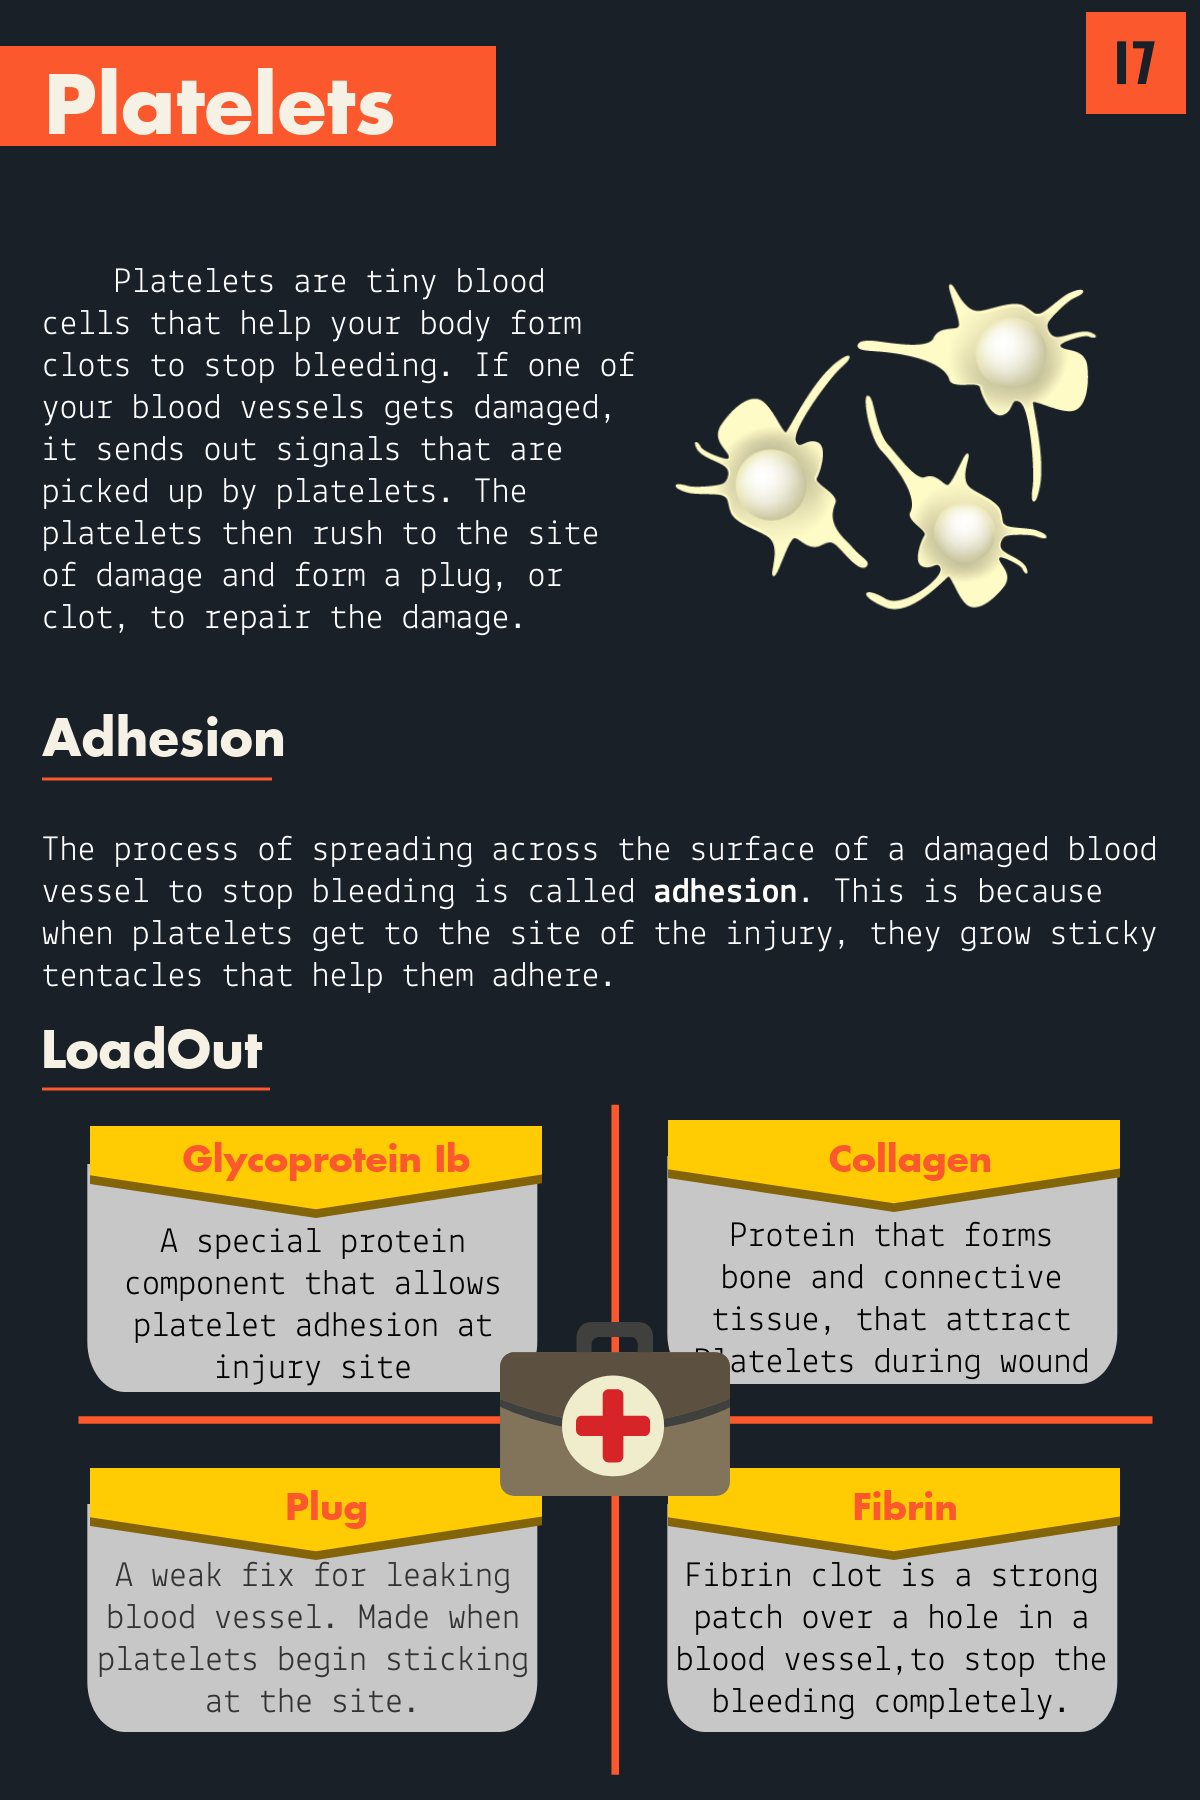 17
Platelets
Platelets are tiny blood
cells that help your body form
clots to stop bleeding. If one of
your blood vessels gets damaged,
it sends out signals that are
picked up by platelets. The
platelets then rush to the site
of damage and form a plug, or
clot, to repair the damage.
Adhesion
The process of spreading across the surface of a damaged blood
vessel to stop bleeding is called adhesion. This is because
when platelets get to the site of the injury, they grow sticky
tentacles that help them adhere.
LoadOut
Glycoprotein Ib
A special protein
component that allows
platelet adhesion at
injury site
Collagen
Protein that forms
bone and connective
tissue, that attract
Platelets during wound
Plug
A weak fix for leaking
blood vessel. Made when
platelets begin sticking
at the site.
Fibrin
Fibrin clot is a strong
patch over a hole in a
blood vessel,to stop the
bleeding completely.